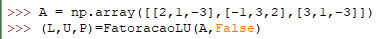 >>> A = np.array([[2,1,-3],[-1,3,2],[3,1,-3]])
>>> (L,U,P)=FatoracaoLU(A,False)